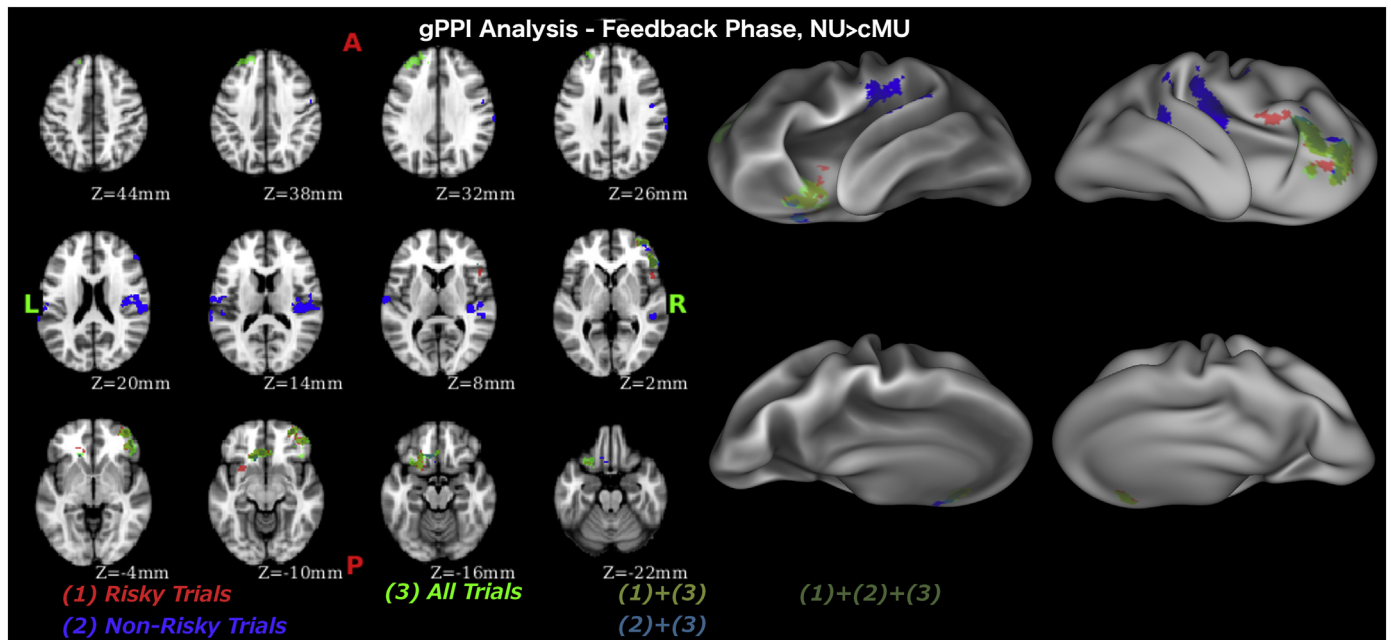 gPPI Analysis - Feedback Phase, NU>cMU
A
Z=44mm Z=38mm Z=32mm Z=26mm
L R
Z=20mm Z=14mm Z=8mm Z=2mm
Z=-4mm Z=-10mm Z=-16mm Z=-22mm
P
(1) Risky Trials (3) All Trials (1)+(3) (1)+(2)+(3)
(2) Non-Risky Trials (2)+(3)